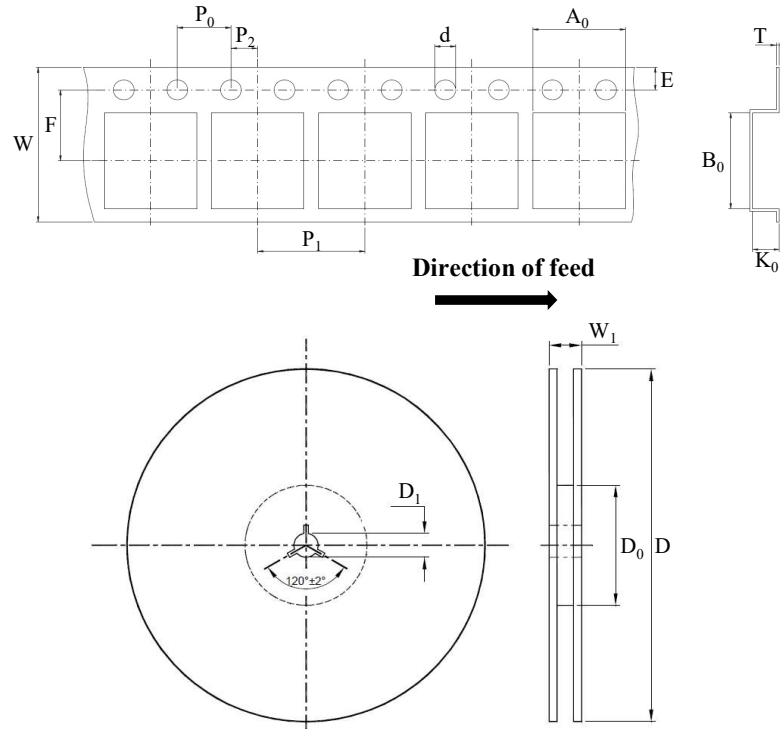 P₀
P₂
d
A₀
T
E
F
W
B₀
P₁
K₀
Direction of feed
W₁
D₁
D₀
D
120°±2°